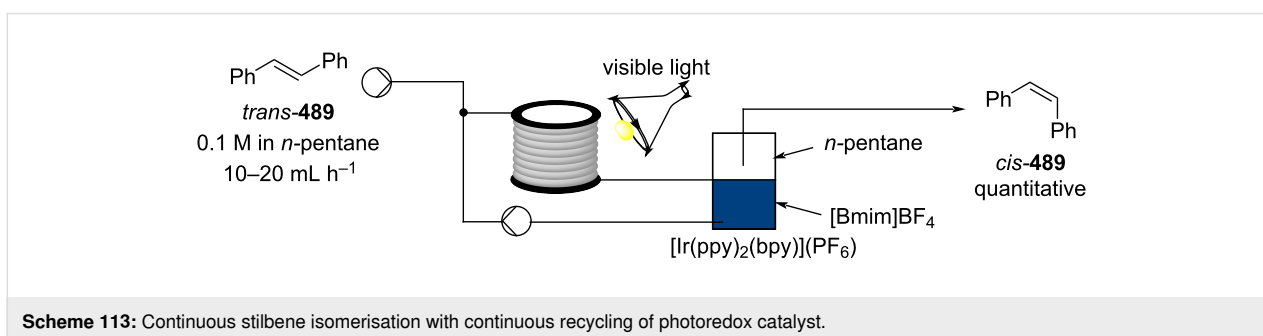 Ph
Ph
trans-489
0.1 M in n-pentane
10–20 mL h⁻¹
visible light
n-pentane
[Bmim]BF₄
[Ir(ppy)₂(bpy)](PF₆)
Ph
Ph
cis-489
quantitative
Scheme 113: Continuous stilbene isomerisation with continuous recycling of photoredox catalyst.